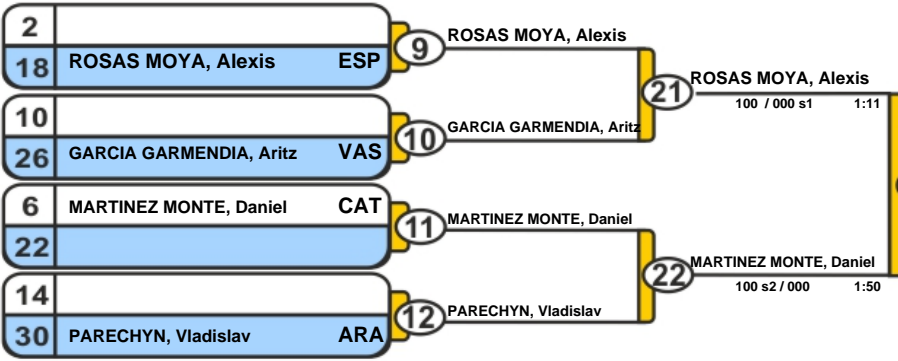 2
18 ROSAS MOYA, Alexis ESP
9
ROSAS MOYA, Alexis
10
26 GARCIA GARMENDIA, Aritz VAS
10
GARCIA GARMENDIA, Aritz
21
ROSAS MOYA, Alexis
100 / 000 s1 1:11
6 MARTINEZ MONTE, Daniel CAT
22
11
MARTINEZ MONTE, Daniel
14
30 PARECHYN, Vladislav ARA
12
PARECHYN, Vladislav
22
MARTINEZ MONTE, Daniel
100 s2 / 000 1:50